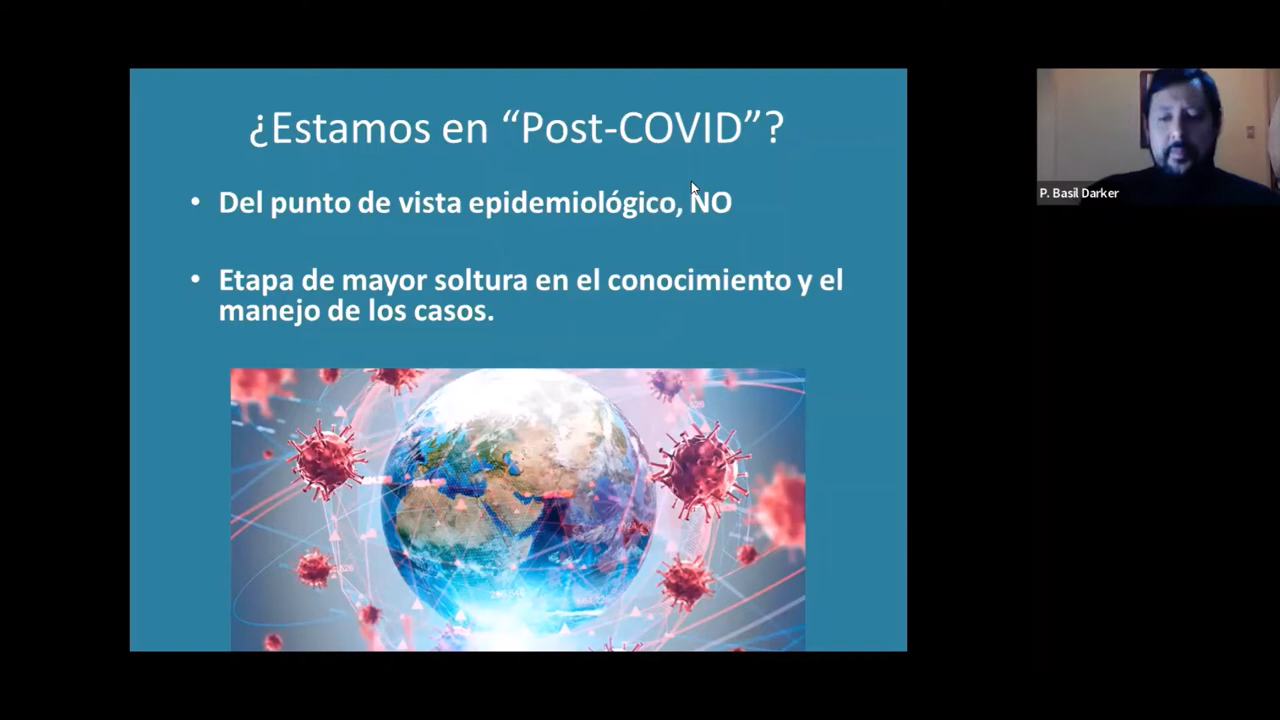 ¿Estamos en “Post-COVID”?
• Del punto de vista epidemiológico, NO
• Etapa de mayor soltura en el conocimiento y el
manejo de los casos.
P. Basil Darker